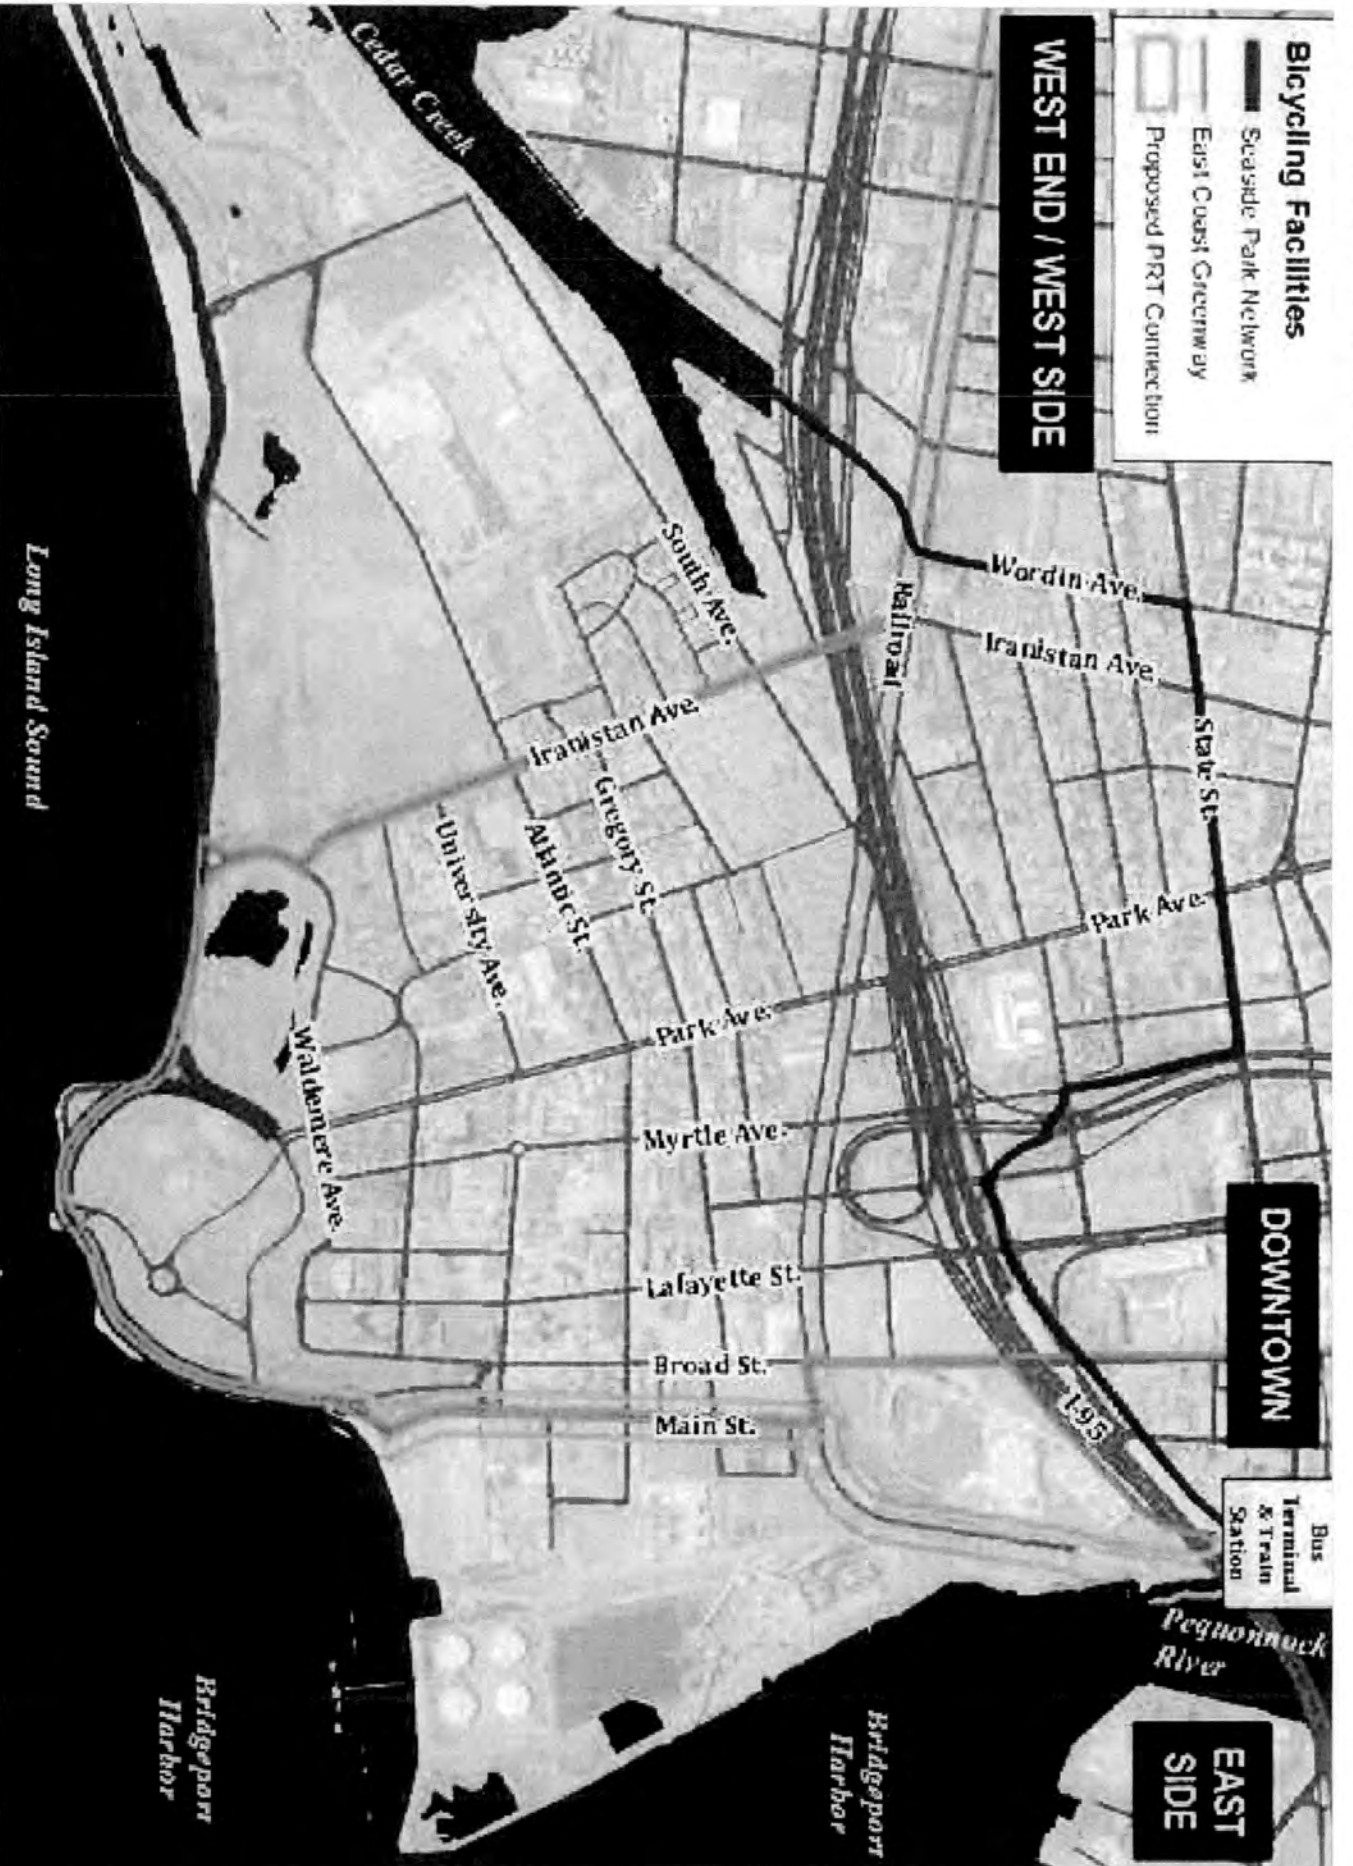 Bicycling Facilities
Seaside Park Network
East Coast Greenway
Proposed PRT Connection
WEST END / WEST SIDE
DOWNTOWN
Bus
Terminal
& Train
Station
EAST
SIDE
Cedar Creek
Pequonnock
River
Wordin Ave.
Iranistan Ave.
State St.
Railroad
Park Ave.
I-95
South Ave.
Iranistan Ave.
Gregory St.
Atlantic St.
University Ave.
Park Ave.
Myrtle Ave.
Waldemere Ave.
Lafayette St.
Broad St.
Main St.
Long Island Sound
Bridgeport
Harbor
Bridgeport
Harbor